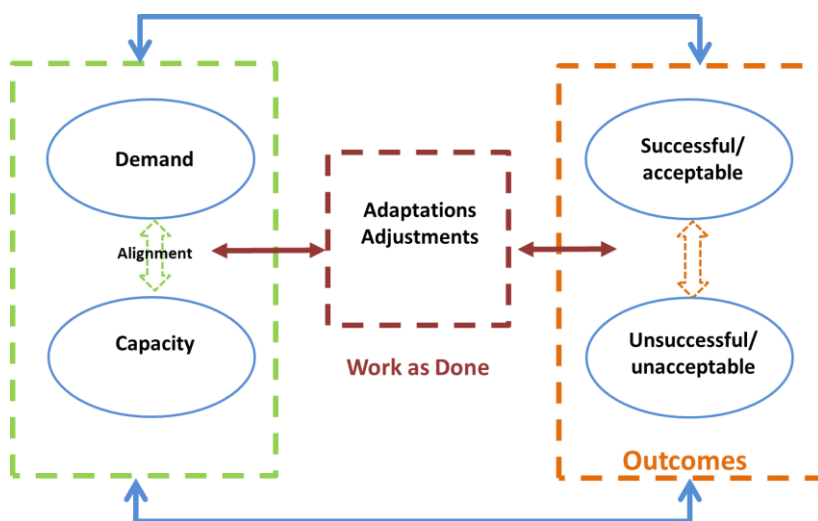 Demand
Alignment
Capacity
Adaptations
Adjustments
Work as Done
Successful/
acceptable
Unsuccessful/
unacceptable
Outcomes